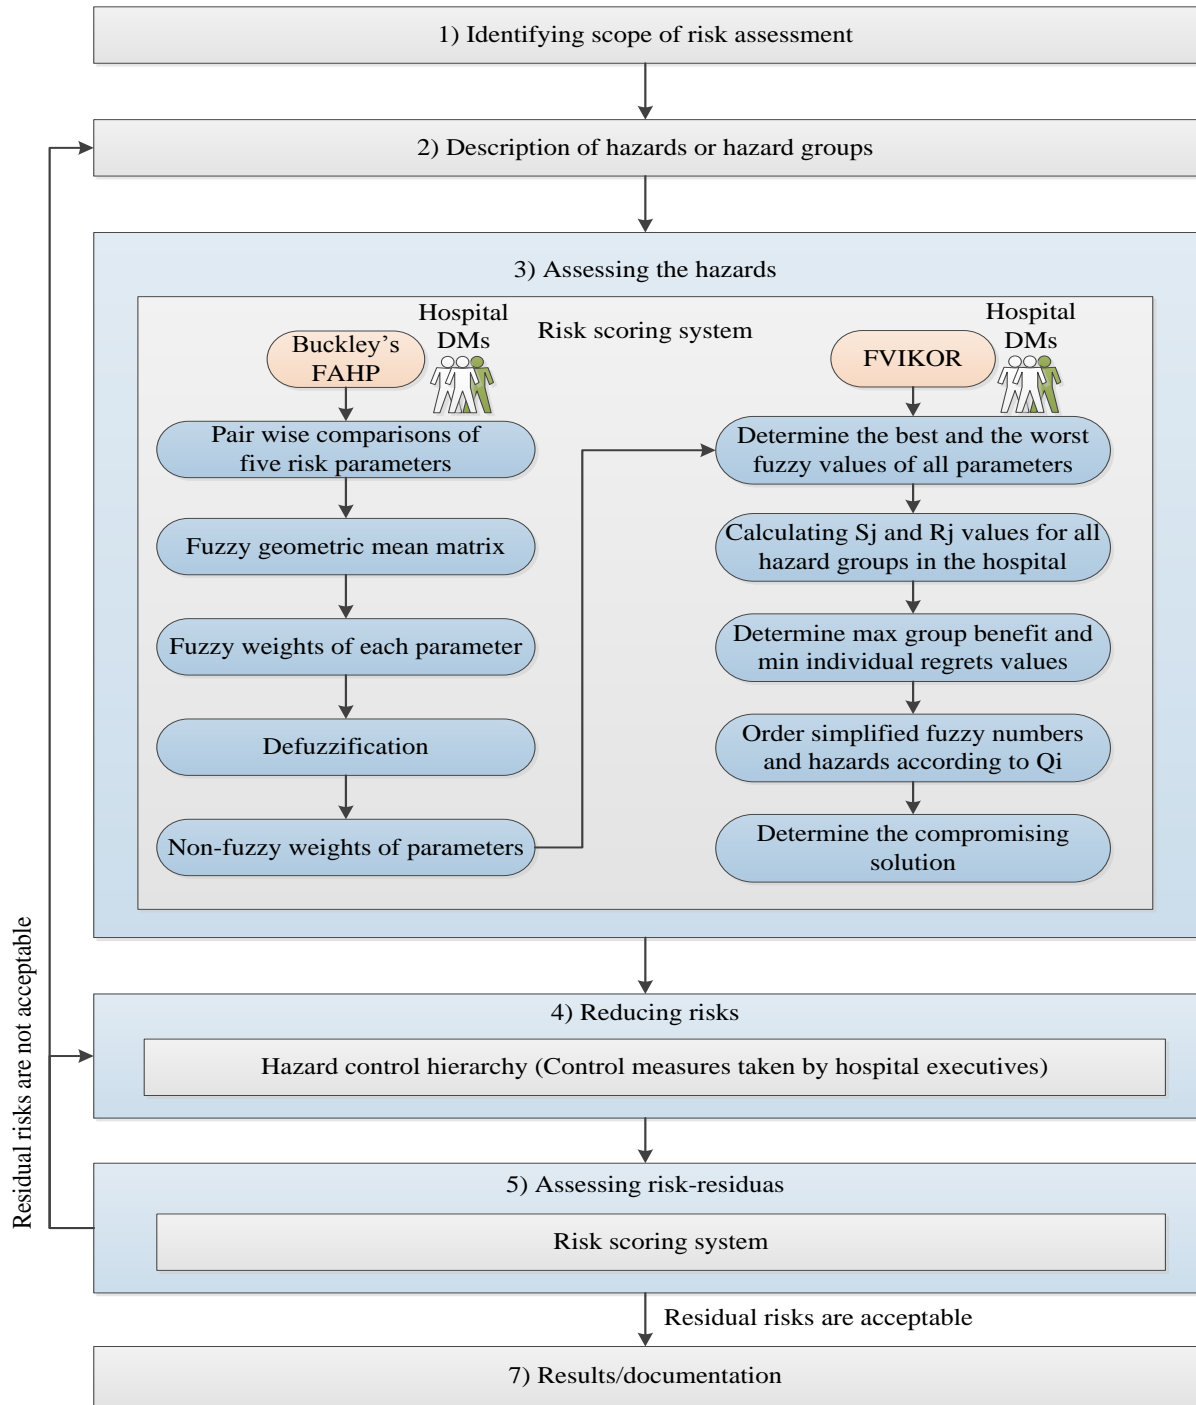 1) Identifying scope of risk assessment
2) Description of hazards or hazard groups
3) Assessing the hazards
Risk scoring system
Hospital
DMs
Buckley's
FAHP
Pair wise comparisons of
five risk parameters
Fuzzy geometric mean matrix
Fuzzy weights of each parameter
Defuzzification
Non-fuzzy weights of parameters
Hospital
DMs
FVIKOR
Determine the best and the worst
fuzzy values of all parameters
Calculating Sj and Rj values for all
hazard groups in the hospital
Determine max group benefit and
min individual regrets values
Order simplified fuzzy numbers
and hazards according to Qi
Determine the compromising
solution
Residual risks are not acceptable
4) Reducing risks
Hazard control hierarchy (Control measures taken by hospital executives)
5) Assessing risk-residuas
Risk scoring system
Residual risks are acceptable
7) Results/documentation